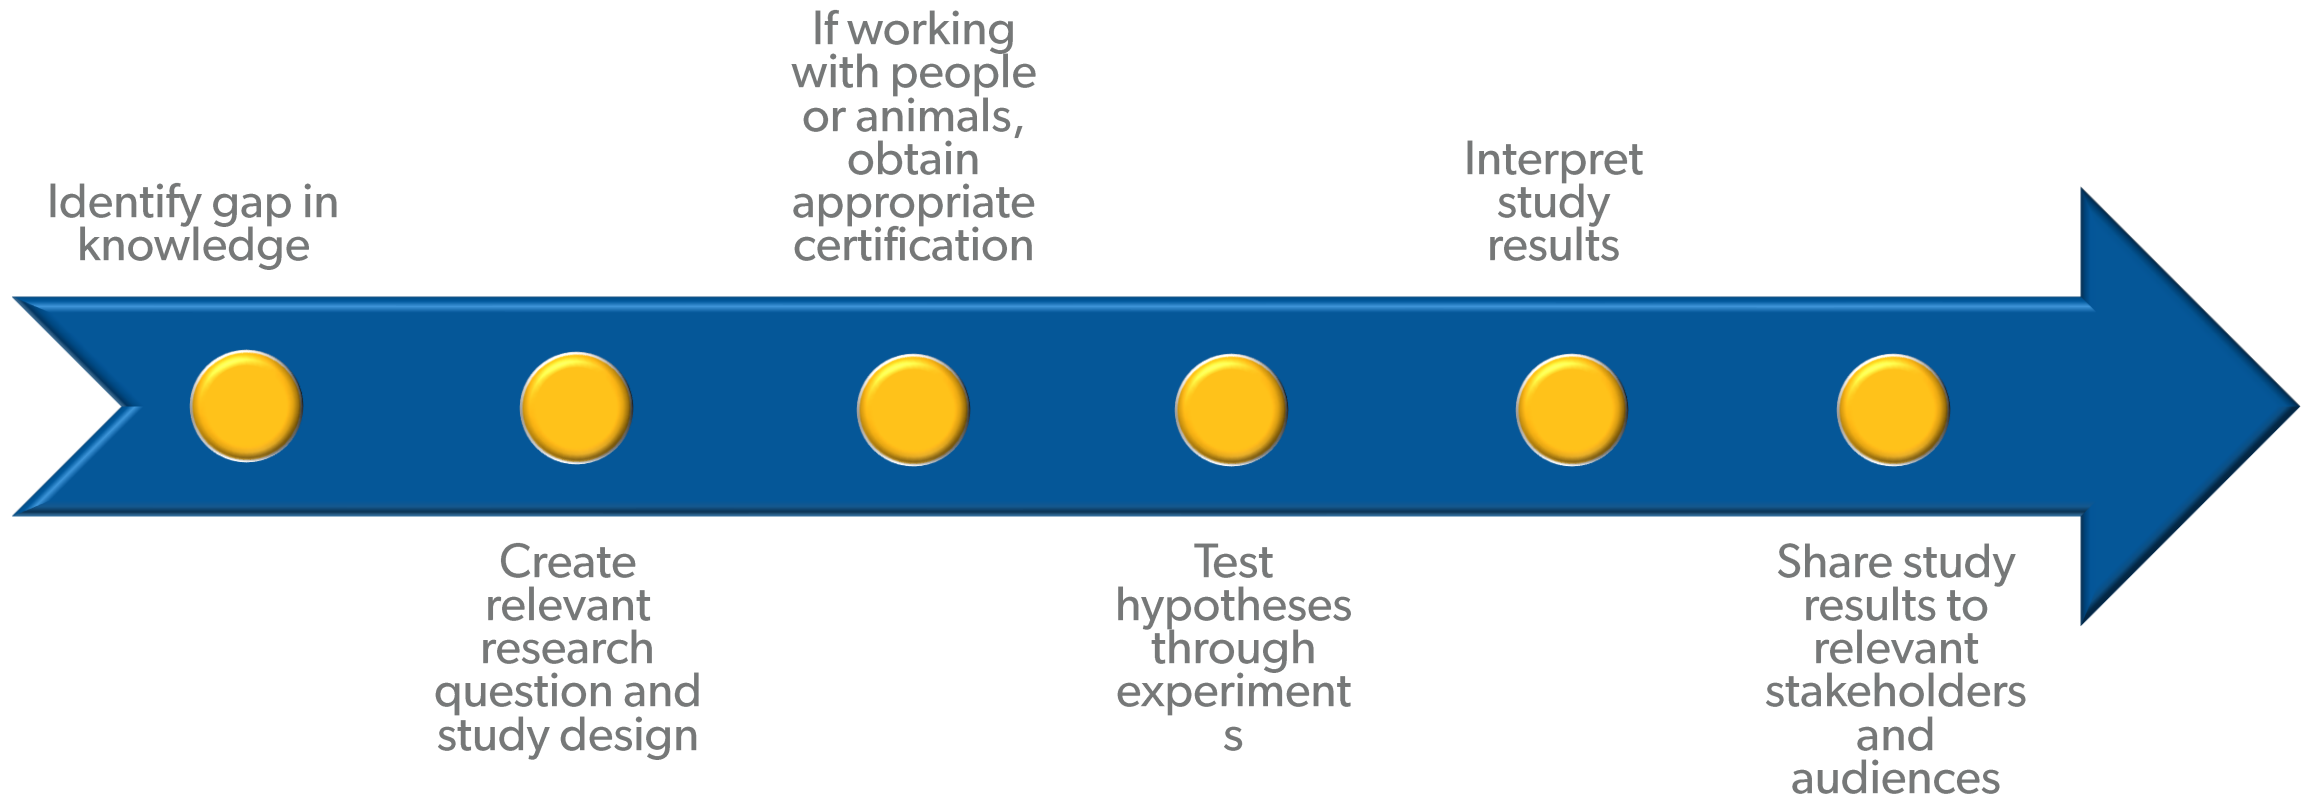 Identify gap in
knowledge
Create
relevant
research
question and
study design
If working
with people
or animals,
obtain
appropriate
certification
Test
hypotheses
through
experiment
s
Interpret
study
results
Share study
results to
relevant
stakeholders
and
audiences